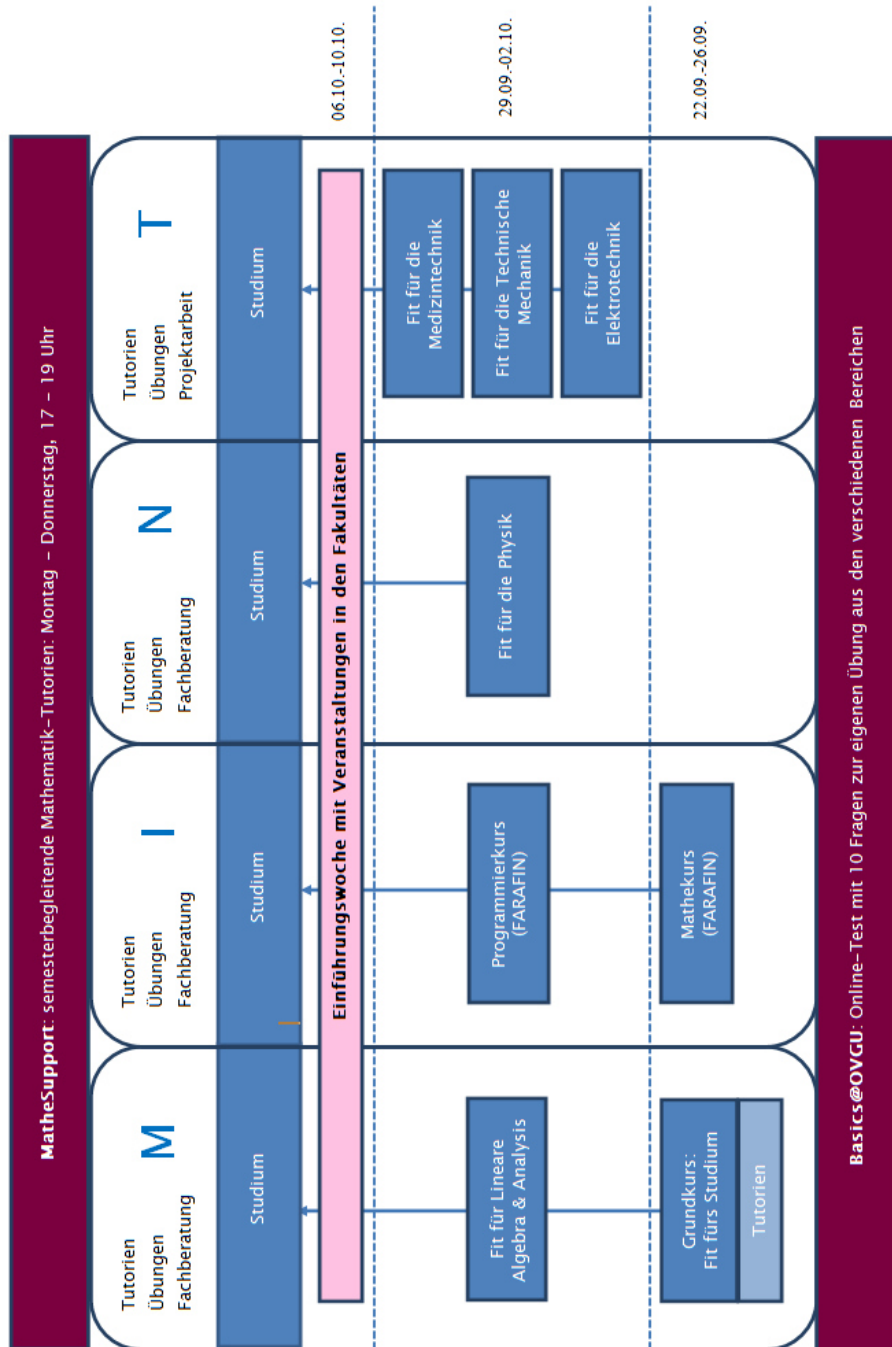 MatheSupport: semesterbegleitende Mathematik-Tutorien: Montag - Donnerstag, 17 - 19 Uhr
Tutorien
Übungen
Fachberatung
M
Tutorien
Übungen
Fachberatung
I
Tutorien
Übungen
Fachberatung
N
Tutorien
Übungen
Projektarbeit
T
Studium
Studium
Studium
Studium
Einführungswoche mit Veranstaltungen in den Fakultäten
06.10.-10.10.
Fit für Lineare
Algebra & Analysis
Programmierkurs
(FARAFIN)
Fit für die Physik
Fit für die
Medizintechnik
Fit für die Technische
Mechanik
Fit für die
Elektrotechnik
29.09.-02.10.
Grundkurs:
Fit fürs Studium
Tutorien
Mathekurs
(FARAFIN)
22.09.-26.09.
Basics@OVGU: Online-Test mit 10 Fragen zur eigenen Übung aus den verschiedenen Bereichen